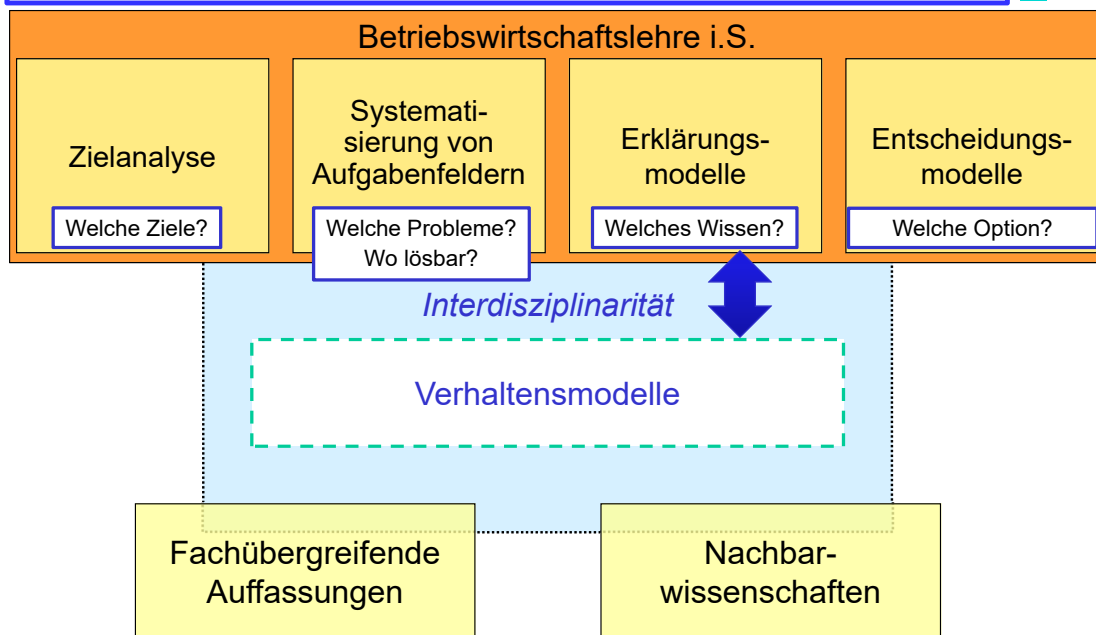 Betriebswirtschaftslehre i.S.
Zielanalyse
Welche Ziele?
Systemati-
sierung von
Aufgabenfeldern
Welche Probleme?
Wo lösbar?
Erklärungs-
modelle
Welches Wissen?
Entscheidungs-
modelle
Welche Option?
Interdisziplinarität
Verhaltensmodelle
Fachübergreifende
Auffassungen
Nachbar-
wissenschaften